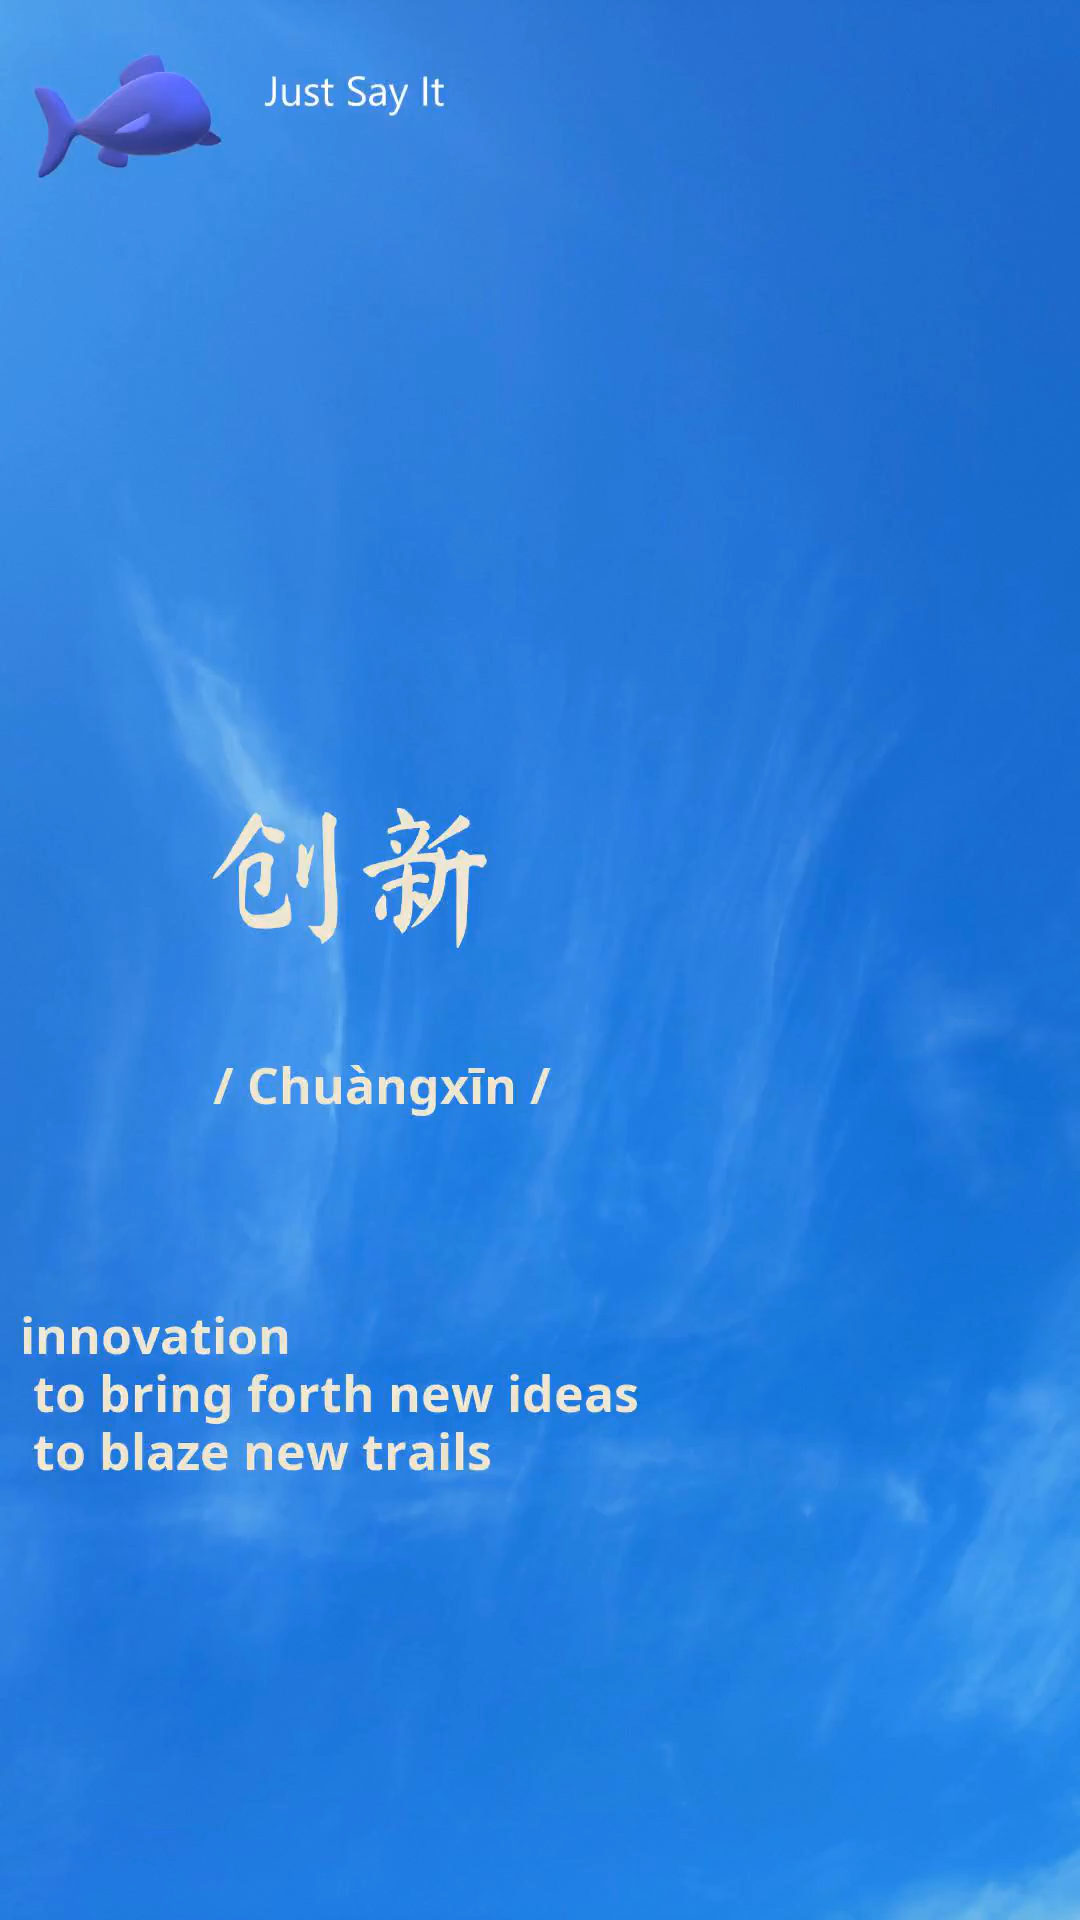 Just Say It
创新
/ Chuàngxīn /
innovation
to bring forth new ideas
to blaze new trails